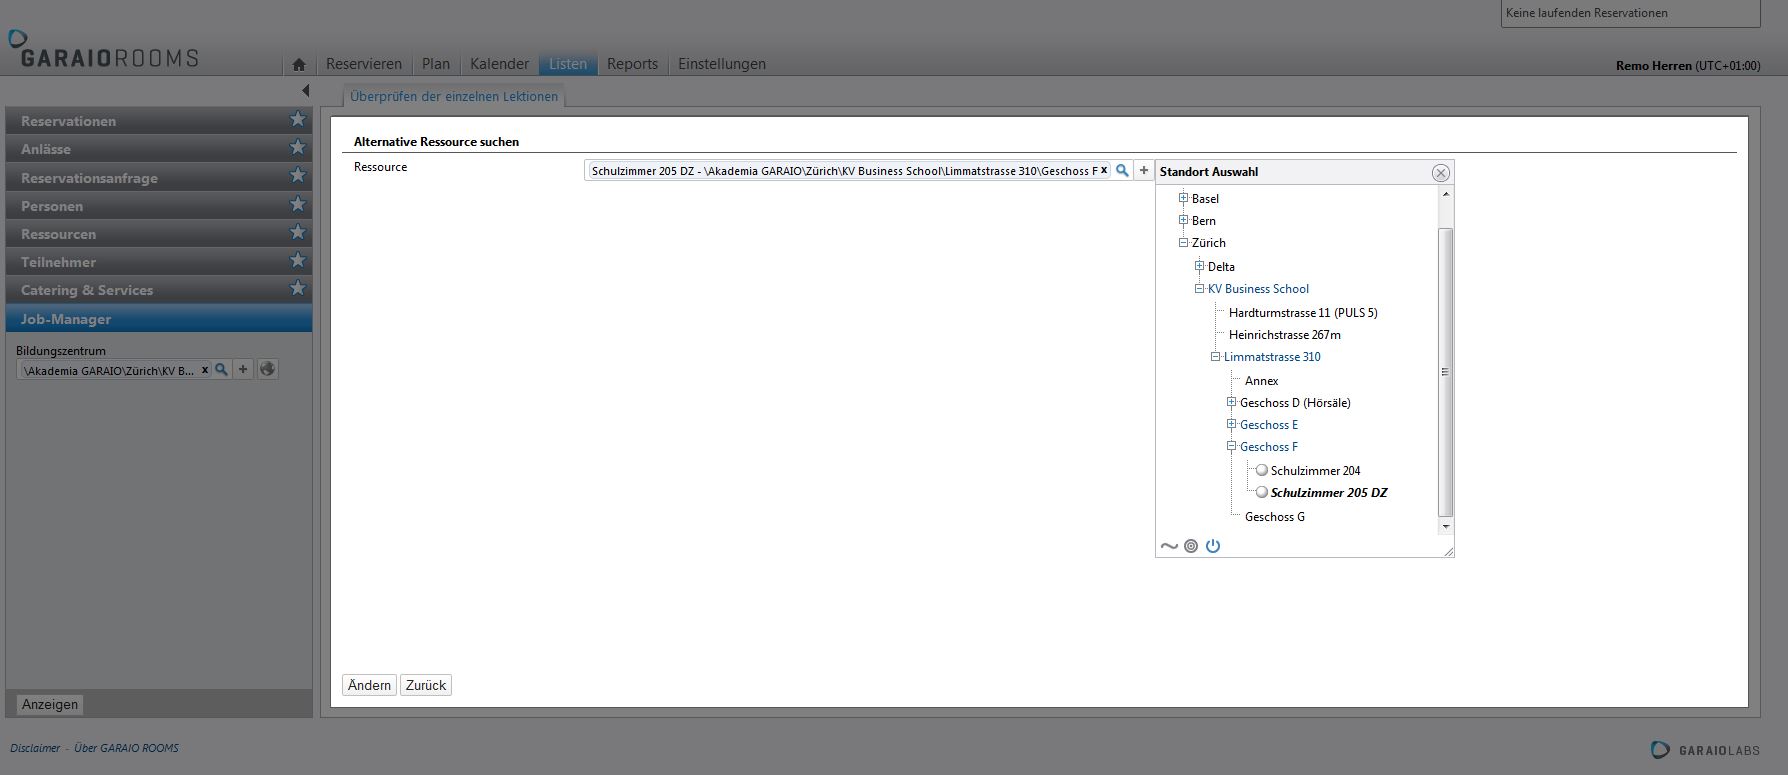 Keine laufenden Reservationen
GARAIOROOMS
Reservieren Plan Kalender Listen Reports Einstellungen
Remo Herren (UTC+01:00)
Überprüfen der einzelnen Lektionen
Reservationen
Anlässe
Reservationsanfrage
Personen
Ressourcen
Teilnehmer
Catering & Services
Job-Manager
Bildungszentrum
\Akademia GARAIO\Zürich\KV B... x
Anzeigen
Alternative Ressource suchen
Ressource
Schulzimmer 205 DZ - \Akademia GARAIO\Zürich\KV Business School\Limmatstrasse 310\Geschoss F x
Standort Auswahl
Basel
Bern
Zürich
Delta
KV Business School
Hardturmstrasse 11 (PULS 5)
Heinrichstrasse 267m
Limmatstrasse 310
Annex
Geschoss D (Hörsäle)
Geschoss E
Geschoss F
Schulzimmer 204
Schulzimmer 205 DZ
Geschoss G
Ändern Zurück
Disclaimer - Über GARAIO ROOMS
GARAIOLABS